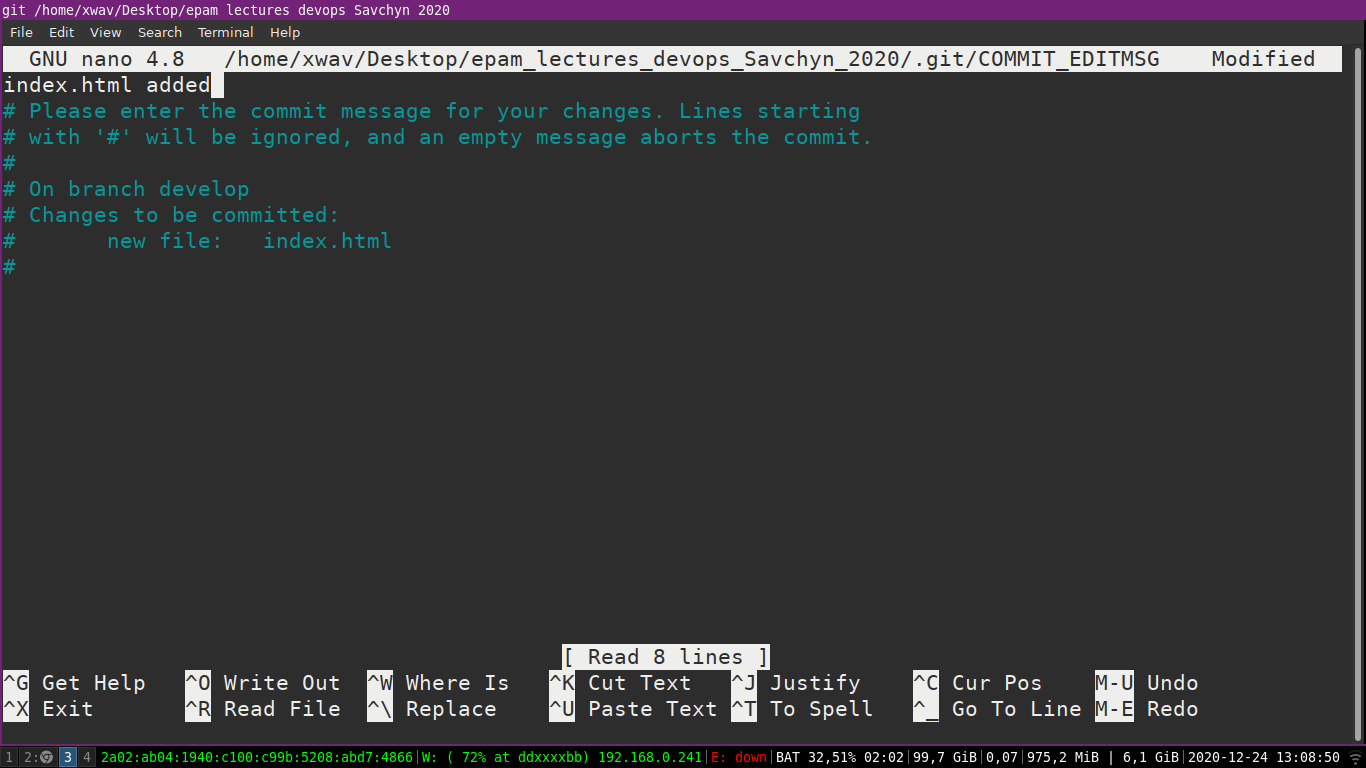 git /home/xwav/Desktop/epam lectures devops Savchyn 2020
File Edit View Search Terminal Help
GNU nano 4.8 /home/xwav/Desktop/epam_lectures_devops_Savchyn_2020/.git/COMMIT_EDITMSG Modified
index.html added
# Please enter the commit message for your changes. Lines starting
# with '#' will be ignored, and an empty message aborts the commit.
#
# On branch develop
# Changes to be committed:
#       new file:   index.html
#
[ Read 8 lines ]
^G Get Help ^O Write Out ^W Where Is ^K Cut Text ^J Justify ^C Cur Pos M-U Undo
^X Exit ^R Read File ^\ Replace ^U Paste Text ^T To Spell ^_ Go To Line M-E Redo
1 2: 3 4 2a02:ab04:1940:c100:c99b:5208:abd7:4866|W: ( 72% at ddxxxxbb) 192.168.0.241|E: down|BAT 32,51% 02:02|99,7 GiB|0,07|975,2 MiB | 6,1 GiB|2020-12-24 13:08:50